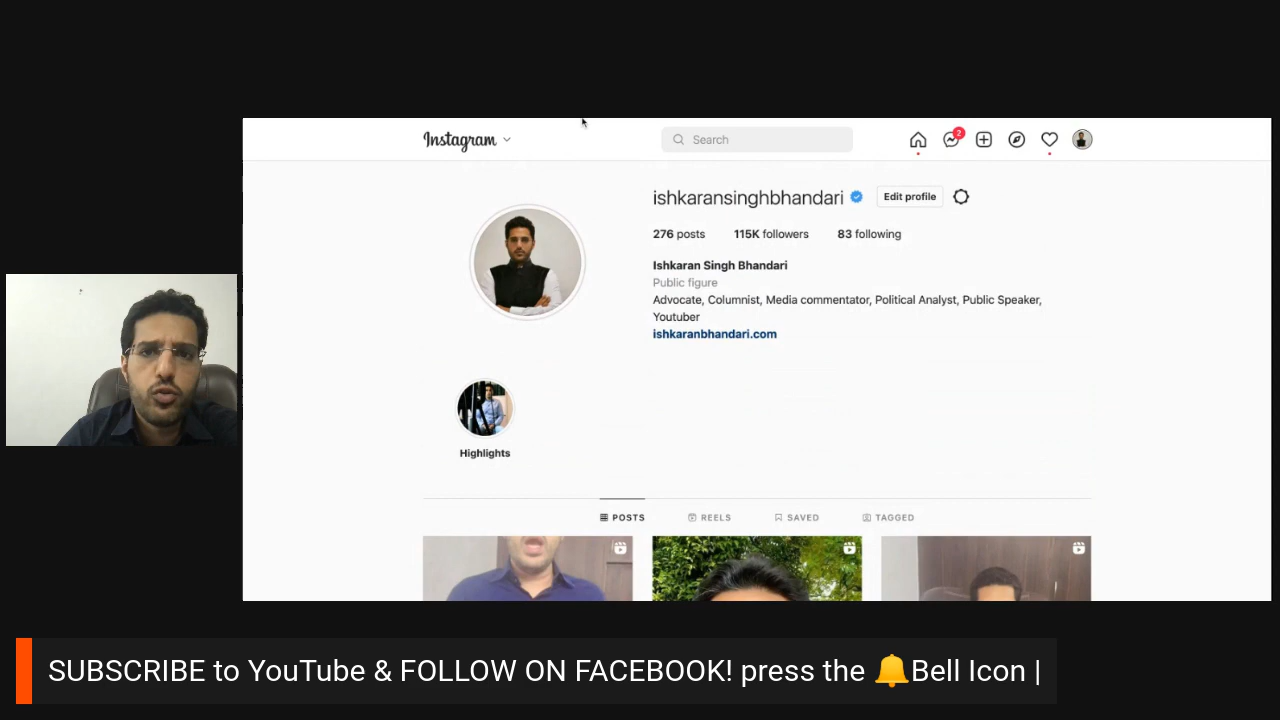 Instagram
Search
2
ishkaransinghbhandari
Edit profile
276 posts 115K followers 83 following
Ishkaran Singh Bhandari
Public figure
Advocate, Columnist, Media commentator, Political Analyst, Public Speaker,
Youtuber
ishkaranbhandari.com
Highlights
POSTS REELS SAVED TAGGED
SUBSCRIBE to YouTube & FOLLOW ON FACEBOOK! press the 🔔Bell Icon |